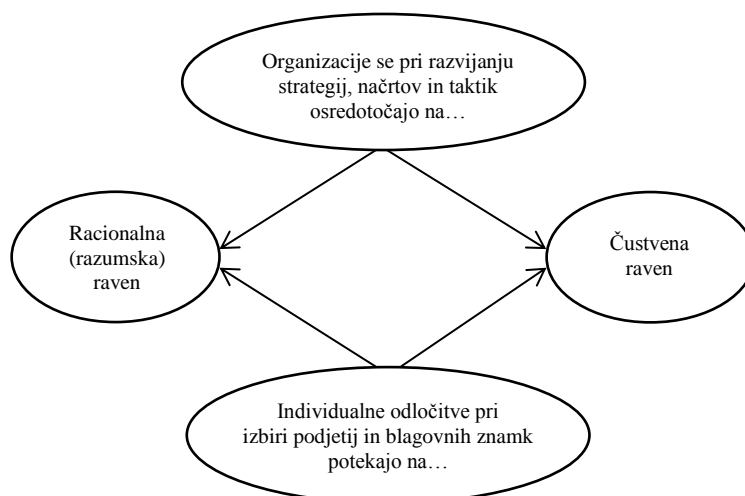 Organizacije se pri razvijanju
strategij, načrtov in taktik
osredotočajo na…
Racionalna
(razumska)
raven
Čustvena
raven
Individualne odločitve pri
izbiri podjetij in blagovnih znamk
potekajo na…